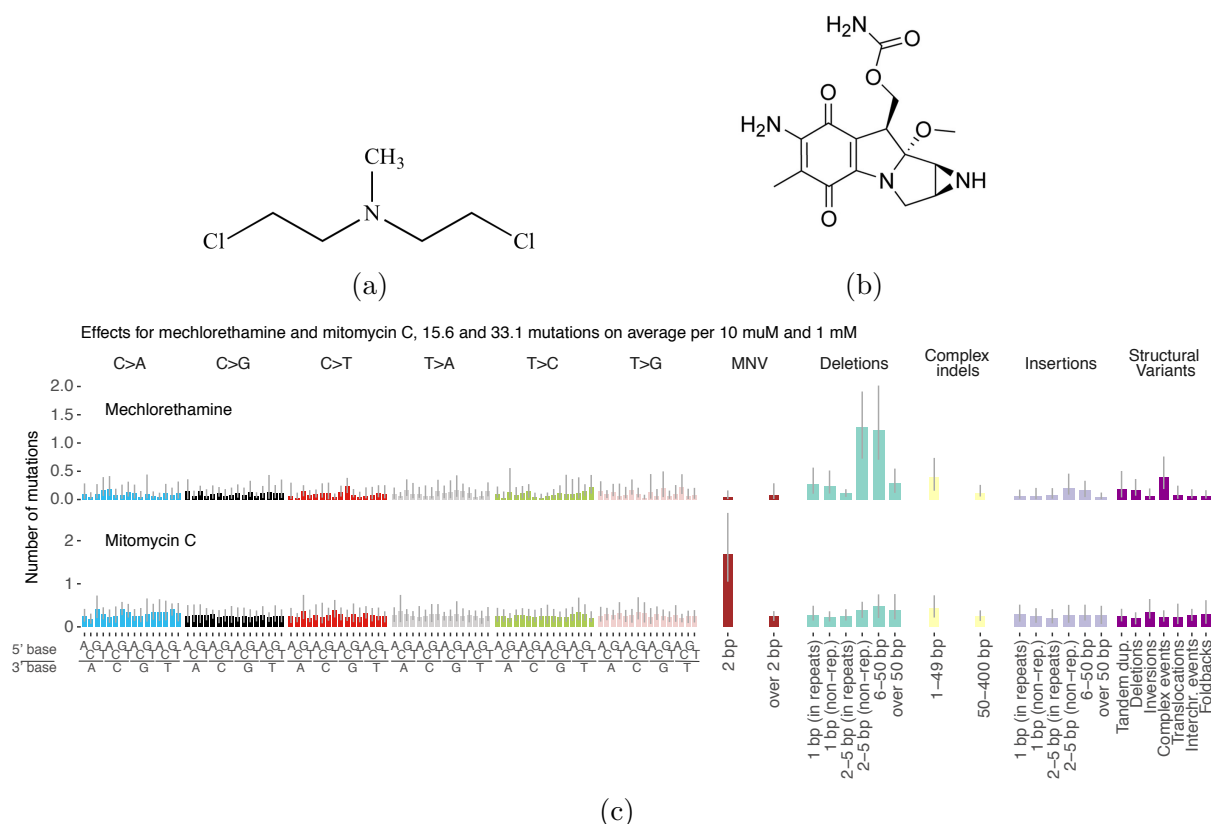 H₂N
O
O
O
H₂N
O
N
NH
O
CH₃
N
Cl
Cl
(a)
(b)
Effects for mechlorethamine and mitomycin C, 15.6 and 33.1 mutations on average per 10 muM and 1 mM
C>A C>G C>T T>A T>C T>G MNV Deletions Complex indels Insertions Structural Variants
Number of mutations
2.0
Mechlorethamine
1.5
1.0
0.5
0.0
Mitomycin C
2
1
0
5' base
AGAGAGAGAGAGAGAGAGAGAGAGAGAGAGAGAGAGAGAGAGAGAGAG
CTCTCTCTCTCTCTCTCTCTCTCTCTCTCTCTCTCTCTCTCTCTCTCT
3' base
A C G T A C G T A C G T A C G T A C G T A C G T
2 bp
over 2 bp
1 bp (in repeats)
1 bp (non−rep.)
2−5 bp (in repeats)
2−5 bp (non−rep.)
6−50 bp
over 50 bp
1−49 bp
50−400 bp
1 bp (in repeats)
1 bp (non−rep.)
2−5 bp (in repeats)
2−5 bp (non−rep.)
6−50 bp
over 50 bp
Tandem dup.
Deletions
Inversions
Complex events
Translocations
Interchr. events
Foldbacks
(c)